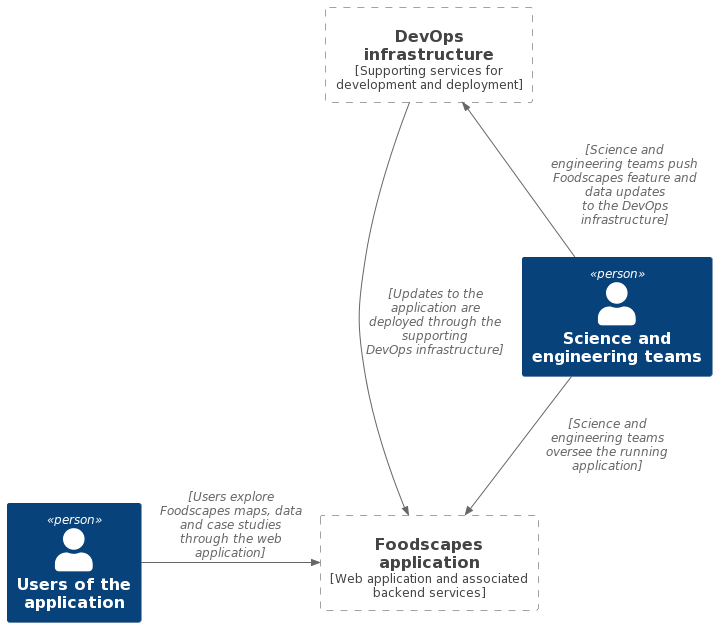 DevOps
infrastructure
[Supporting services for
development and deployment]
[Science and
engineering teams push
Foodscapes feature and
data updates
to the DevOps
infrastructure]
«person»
Science and
engineering teams
[Updates to the
application are
deployed through the
supporting
DevOps infrastructure]
[Science and
engineering teams
oversee the running
application]
[Users explore
Foodscapes maps, data
and case studies
through the web
application]
«person»
Users of the
application
Foodscapes
application
[Web application and associated
backend services]